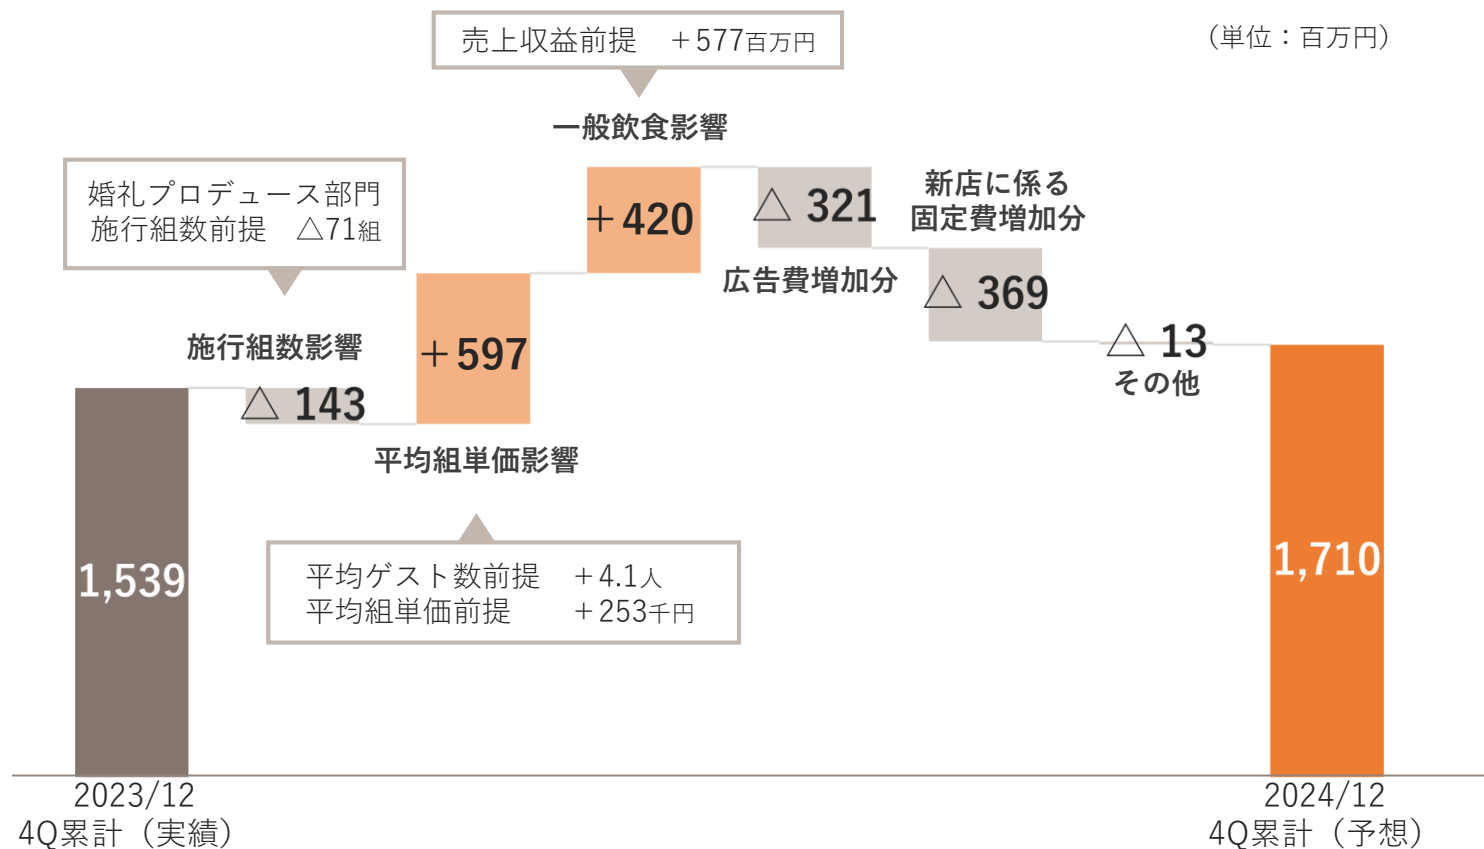 （単位：百万円）
売上収益前提　＋577百万円
一般飲食影響
＋420
婚礼プロデュース部門
施行組数前提　△71組
施行組数影響
△ 143
＋597
平均組単価影響
平均ゲスト数前提　＋4.1人
平均組単価前提　＋253千円
△ 321
広告費増加分
新店に係る
固定費増加分
△ 369
△ 13
その他
1,539
1,710
2023/12
4Q累計（実績）
2024/12
4Q累計（予想）